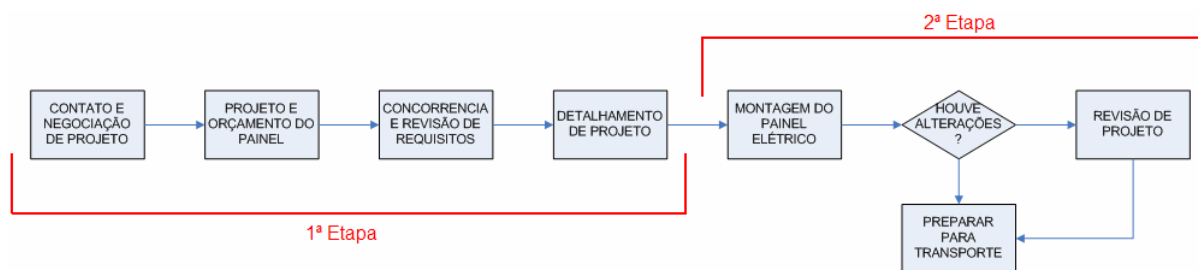 2ª Etapa
CONTATO E
NEGOCIAÇÃO
DE PROJETO
PROJETO E
ORÇAMENTO DO
PAINEL
CONCORRENCIA
E REVISÃO DE
REQUISITOS
DETALHAMENTO
DE PROJETO
MONTAGEM DO
PAINEL
ELÉTRICO
HOUVE
ALTERAÇÕES
?
REVISÃO DE
PROJETO
PREPARAR
PARA
TRANSPORTE
1ª Etapa